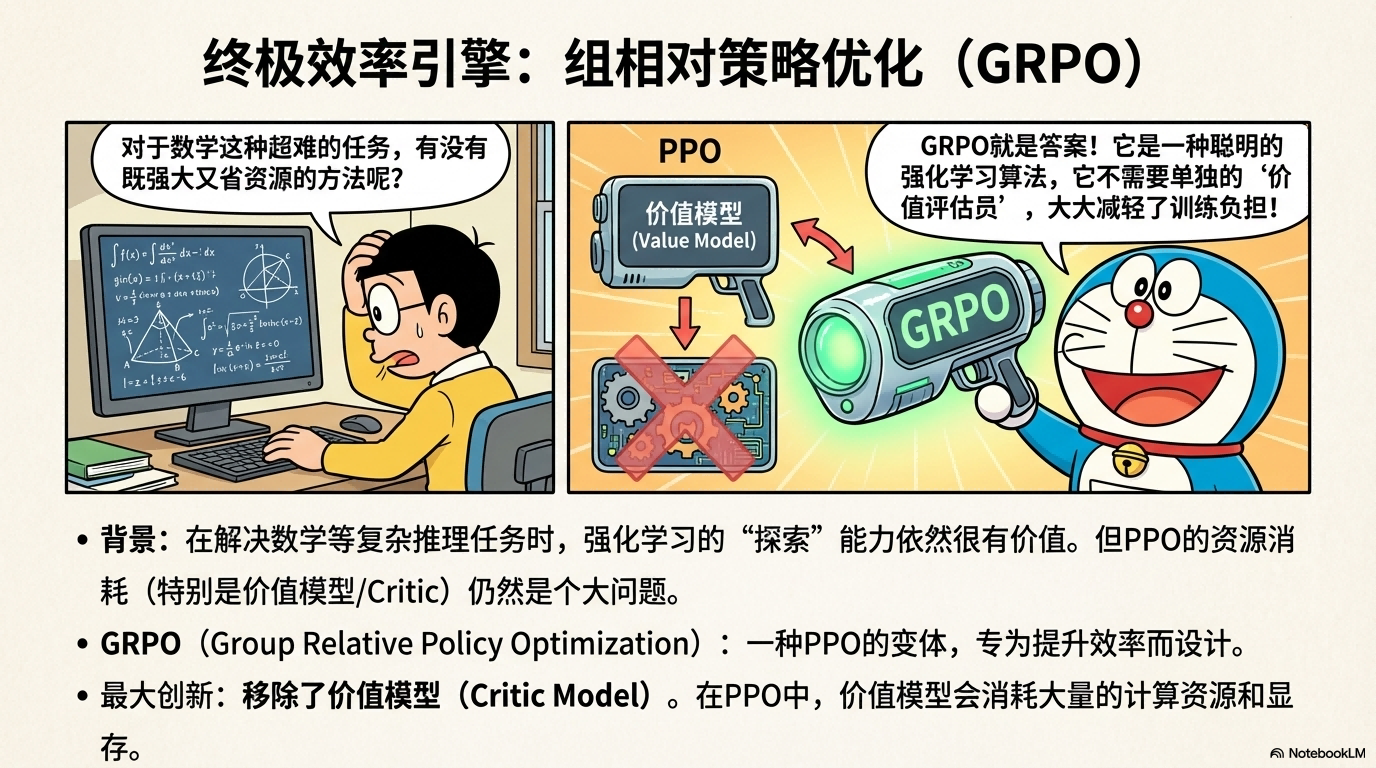 终极效率引擎：组相对策略优化（GRPO）
对于数学这种超难的任务，有没有
既强大又省资源的方法呢？
PPO
价值模型
(Value Model)
GRPO
GRPO就是答案！它是一种聪明的
强化学习算法，它不需要单独的‘价
值评估员’，大大减轻了训练负担！
• 背景：在解决数学等复杂推理任务时，强化学习的“探索”能力依然很有价值。但PPO的资源消
耗（特别是价值模型/Critic）仍然是个大问题。
• GRPO（Group Relative Policy Optimization）：一种PPO的变体，专为提升效率而设计。
• 最大创新：移除了价值模型（Critic Model）。在PPO中，价值模型会消耗大量的计算资源和显
存。
NotebookLM